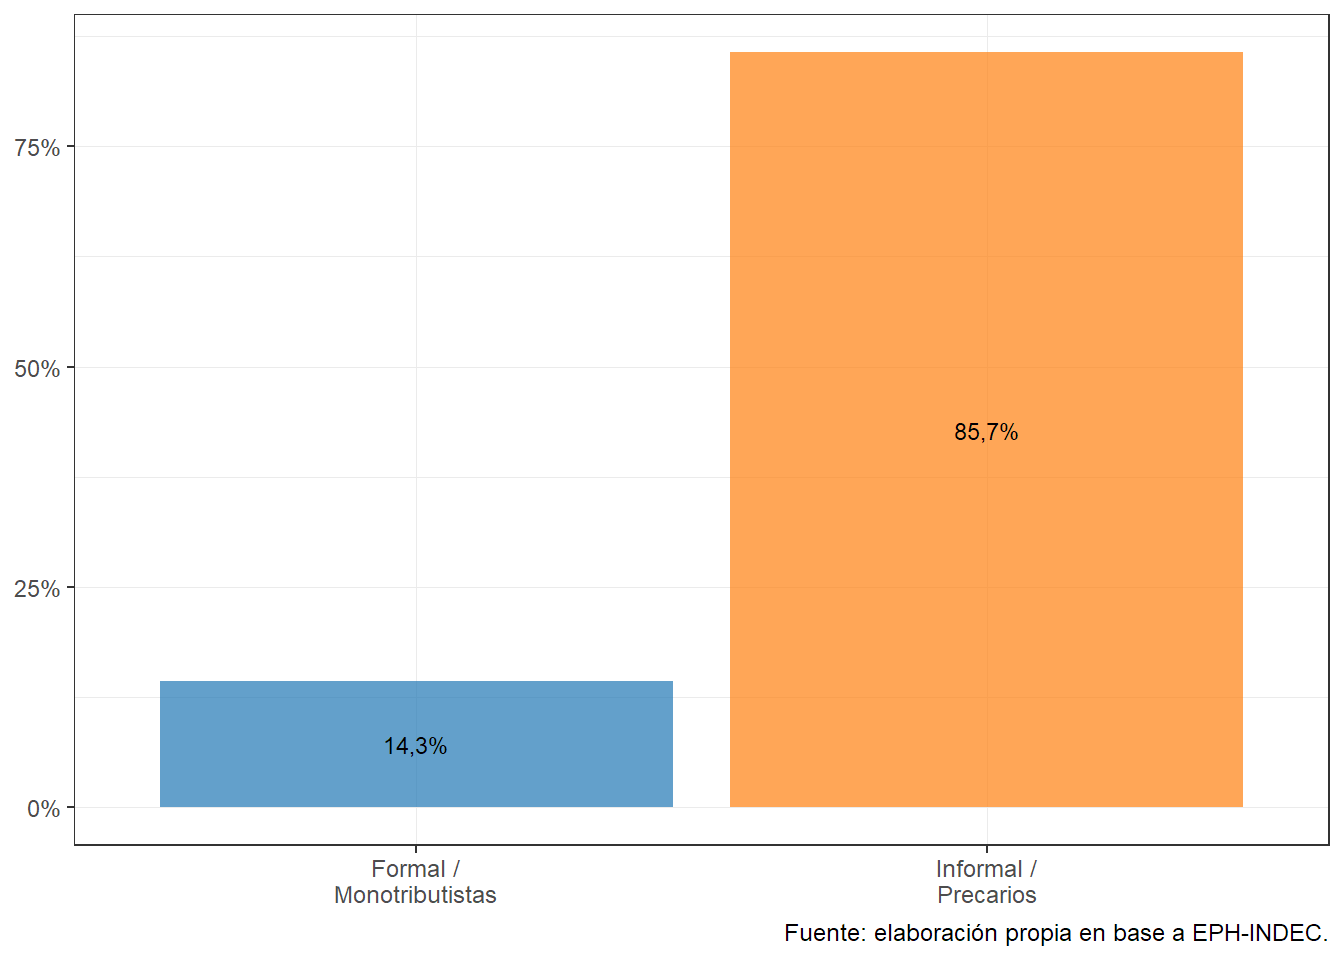 75%
50%
25%
0%
85,7%
14,3%
Formal /
Monotributistas
Informal /
Precarios
Fuente: elaboración propia en base a EPH-INDEC.